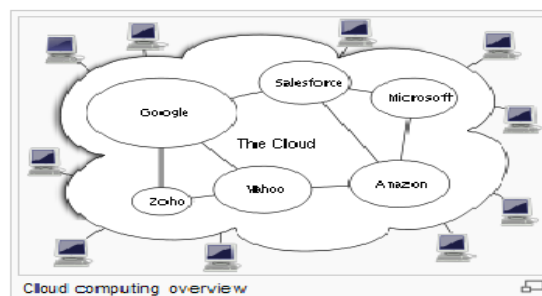 Salesforce
Microsoft
Google
The Cloud
Zoho
Yahoo
Amazon
Cloud computing overview